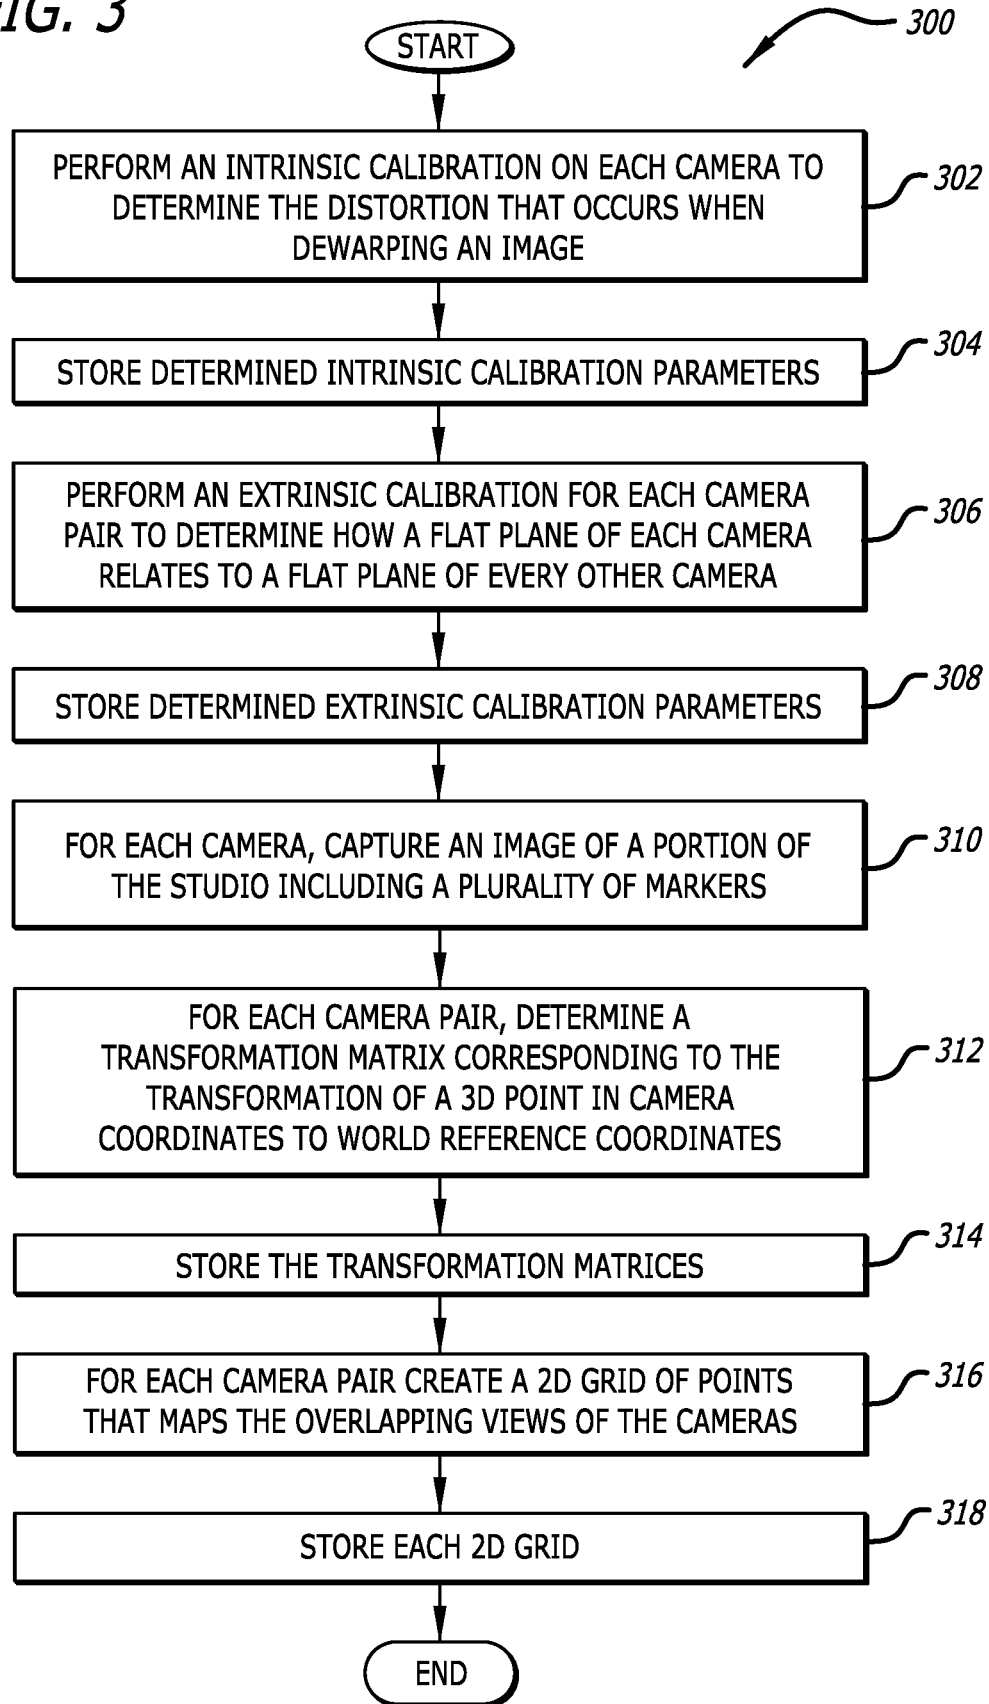 FIG. 3
300
START
PERFORM AN INTRINSIC CALIBRATION ON EACH CAMERA TO
DETERMINE THE DISTORTION THAT OCCURS WHEN
DEWARPING AN IMAGE
302
STORE DETERMINED INTRINSIC CALIBRATION PARAMETERS
304
PERFORM AN EXTRINSIC CALIBRATION FOR EACH CAMERA
PAIR TO DETERMINE HOW A FLAT PLANE OF EACH CAMERA
RELATES TO A FLAT PLANE OF EVERY OTHER CAMERA
306
STORE DETERMINED EXTRINSIC CALIBRATION PARAMETERS
308
FOR EACH CAMERA, CAPTURE AN IMAGE OF A PORTION OF
THE STUDIO INCLUDING A PLURALITY OF MARKERS
310
FOR EACH CAMERA PAIR, DETERMINE A
TRANSFORMATION MATRIX CORRESPONDING TO THE
TRANSFORMATION OF A 3D POINT IN CAMERA
COORDINATES TO WORLD REFERENCE COORDINATES
312
STORE THE TRANSFORMATION MATRICES
314
FOR EACH CAMERA PAIR CREATE A 2D GRID OF POINTS
THAT MAPS THE OVERLAPPING VIEWS OF THE CAMERAS
316
STORE EACH 2D GRID
318
END